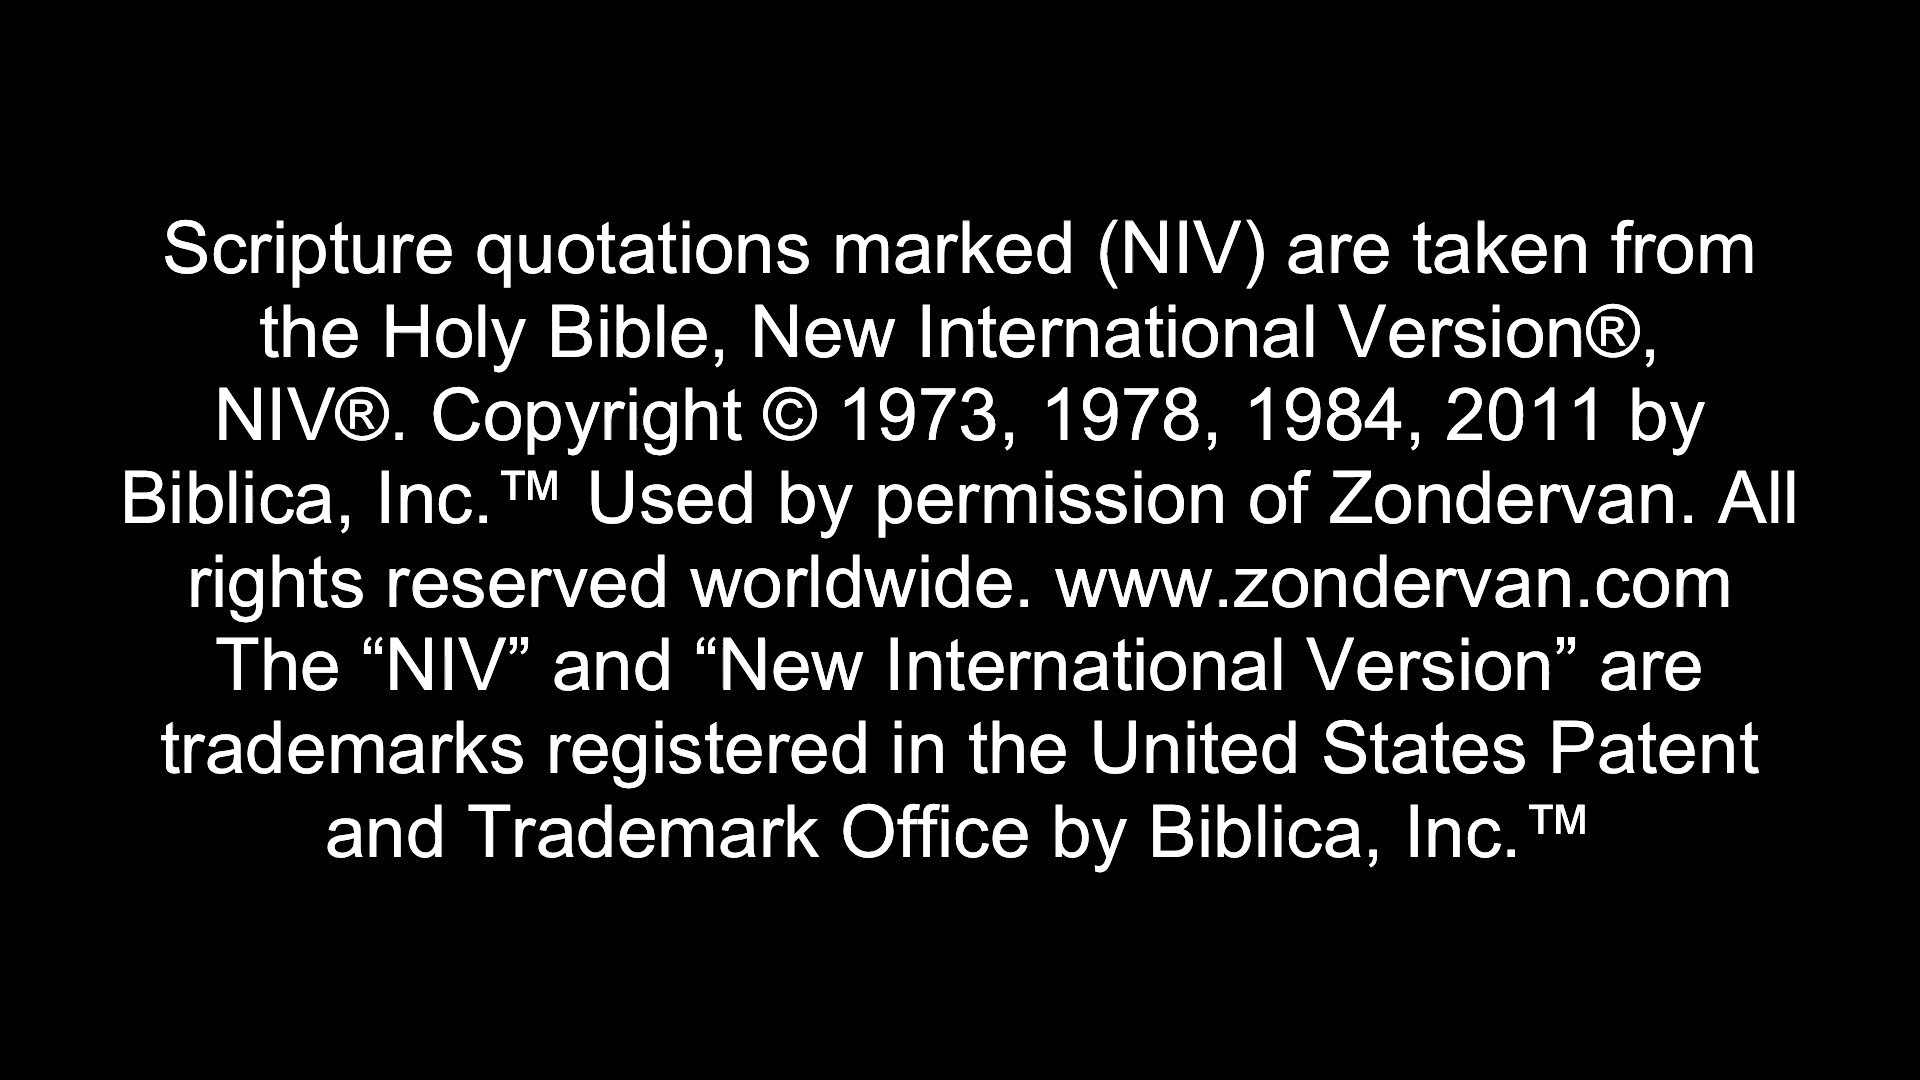 Scripture quotations marked (NIV) are taken from
the Holy Bible, New International Version®,
NIV®. Copyright © 1973, 1978, 1984, 2011 by
Biblica, Inc.™ Used by permission of Zondervan. All
rights reserved worldwide. www.zondervan.com
The “NIV” and “New International Version” are
trademarks registered in the United States Patent
and Trademark Office by Biblica, Inc.™